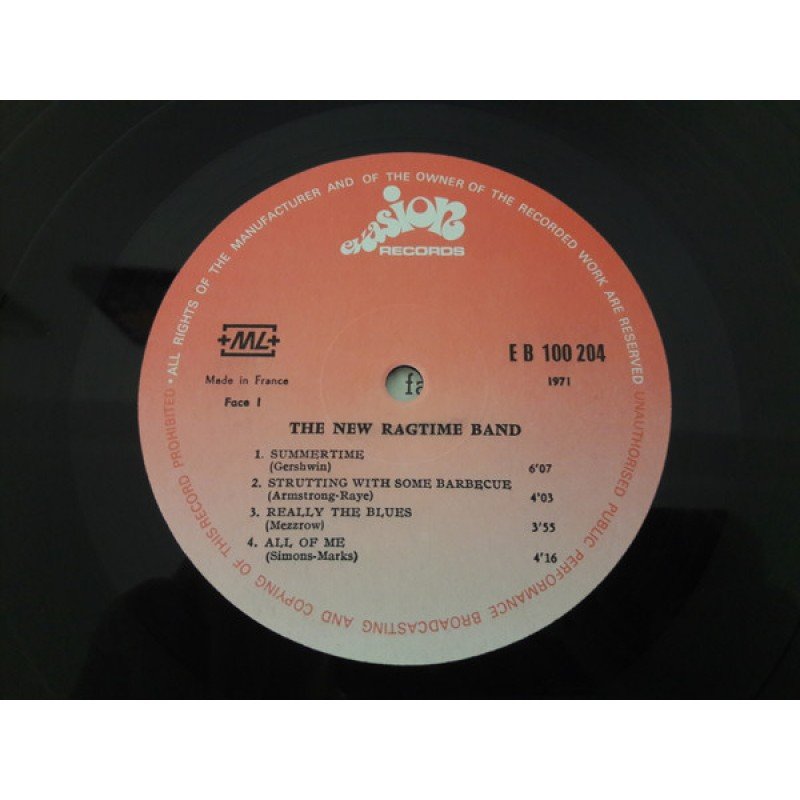 evasion
RECORDS
• ALL RIGHTS OF THE MANUFACTURER AND OF THE OWNER OF THE RECORDED WORK ARE RESERVED UNAUTHORISED PUBLIC PERFORMANCE BROADCASTING AND COPYING OF THIS RECORD PROHIBITED
+ML+
E B 100 204
Made in France
1971
Face 1
fa
THE NEW RAGTIME BAND
1. SUMMERTIME
(Gershwin) 6'07
2. STRUTTING WITH SOME BARBECUE
(Armstrong-Raye) 4'03
3. REALLY THE BLUES
(Mezzrow) 3'55
4. ALL OF ME
(Simons-Marks) 4'16